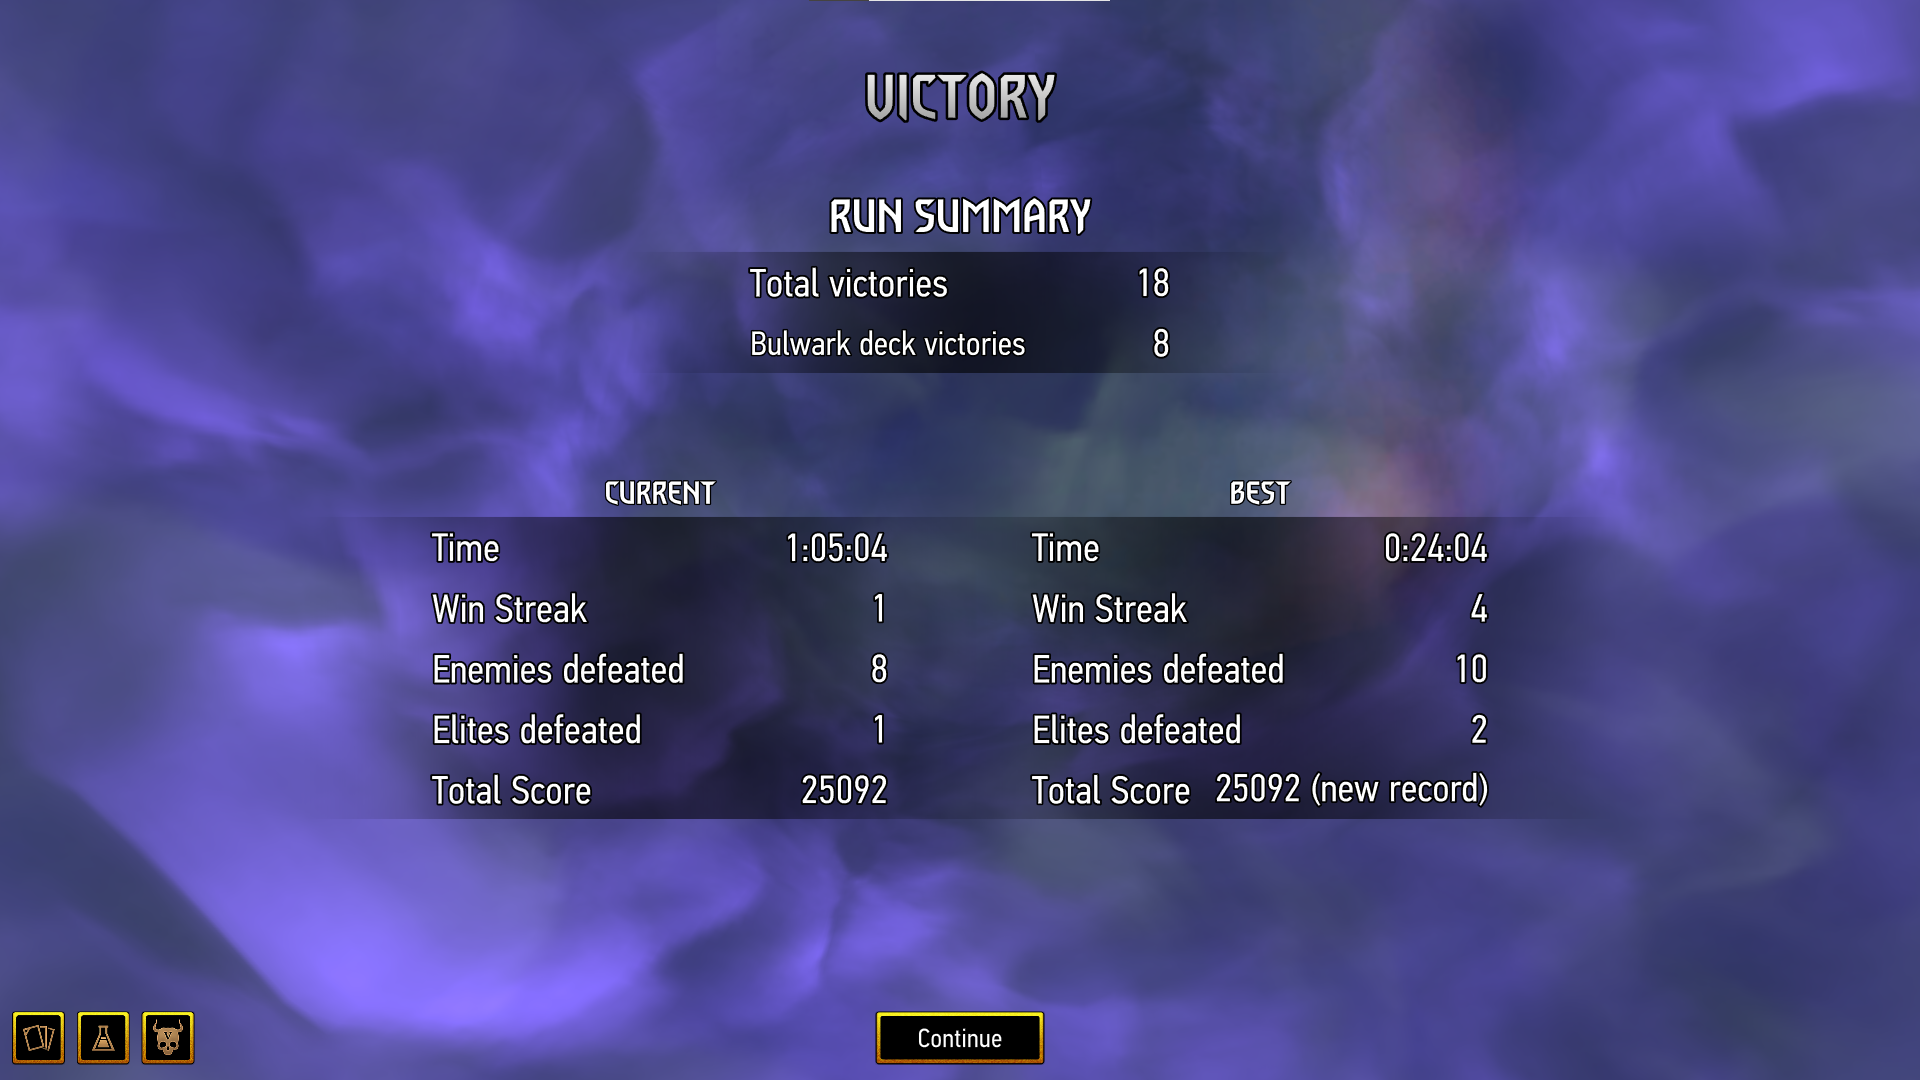 VICTORY
RUN SUMMARY
Total victories 18
Bulwark deck victories 8
CURRENT
Time 1:05:04
Win Streak 1
Enemies defeated 8
Elites defeated 1
Total Score 25092
BEST
Time 0:24:04
Win Streak 4
Enemies defeated 10
Elites defeated 2
Total Score 25092 (new record)
Continue